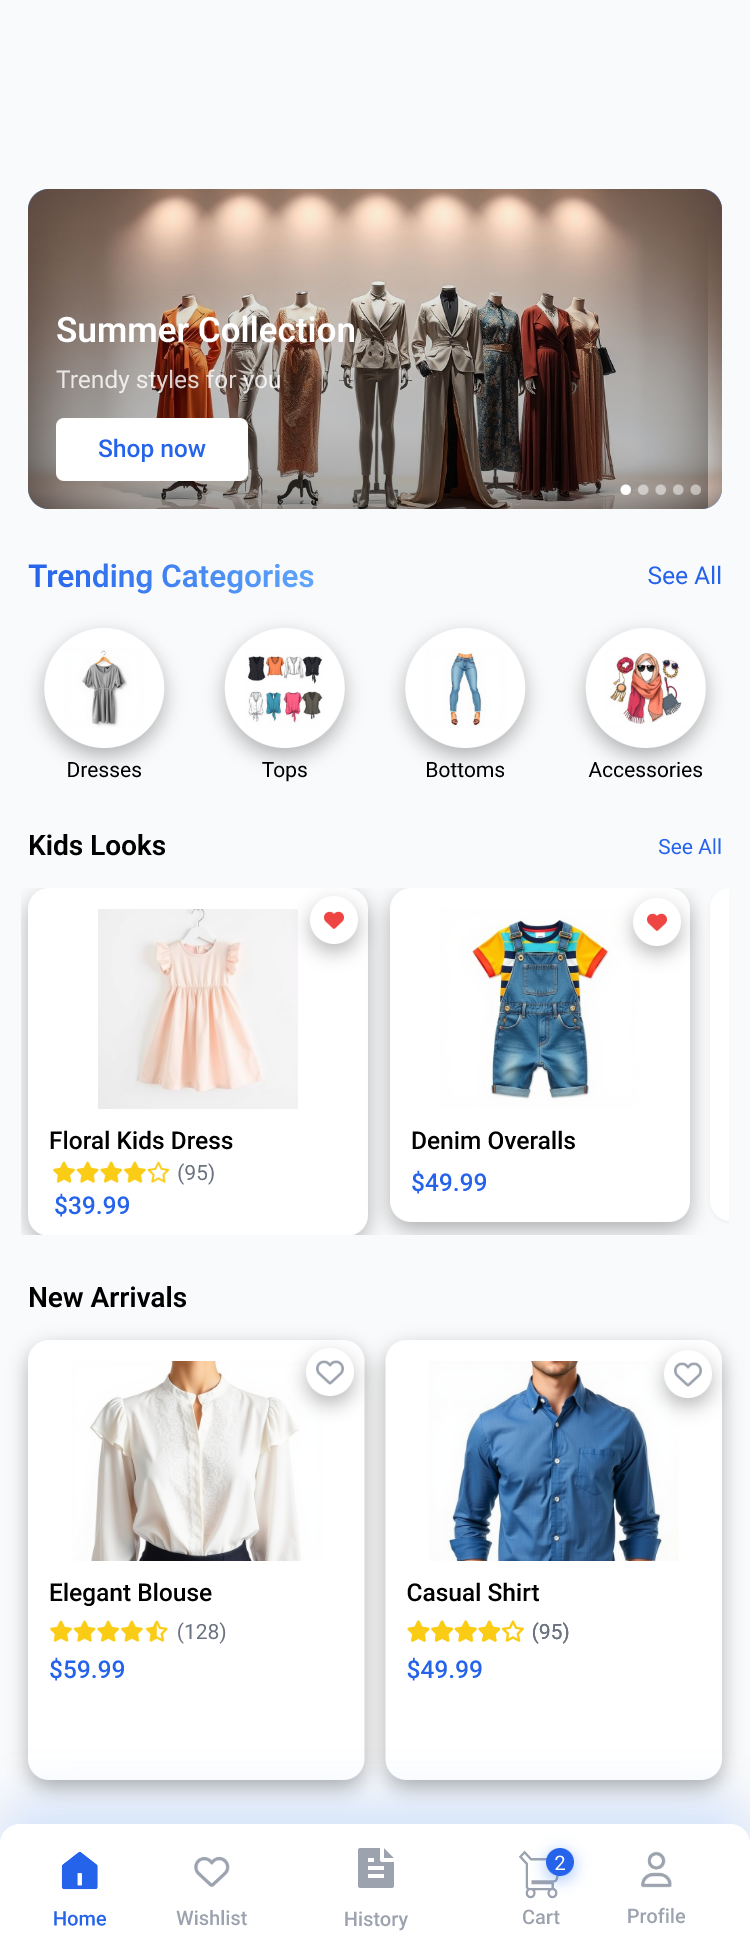 Summer Collection
Trendy styles for you
Shop now
Trending Categories
See All
Dresses
Tops
Bottoms
Accessories
Kids Looks
See All
Floral Kids Dress
(95)
$39.99
Denim Overalls
$49.99
New Arrivals
Elegant Blouse
(128)
$59.99
Casual Shirt
(95)
$49.99
2
Home
Wishlist
History
Cart
Profile